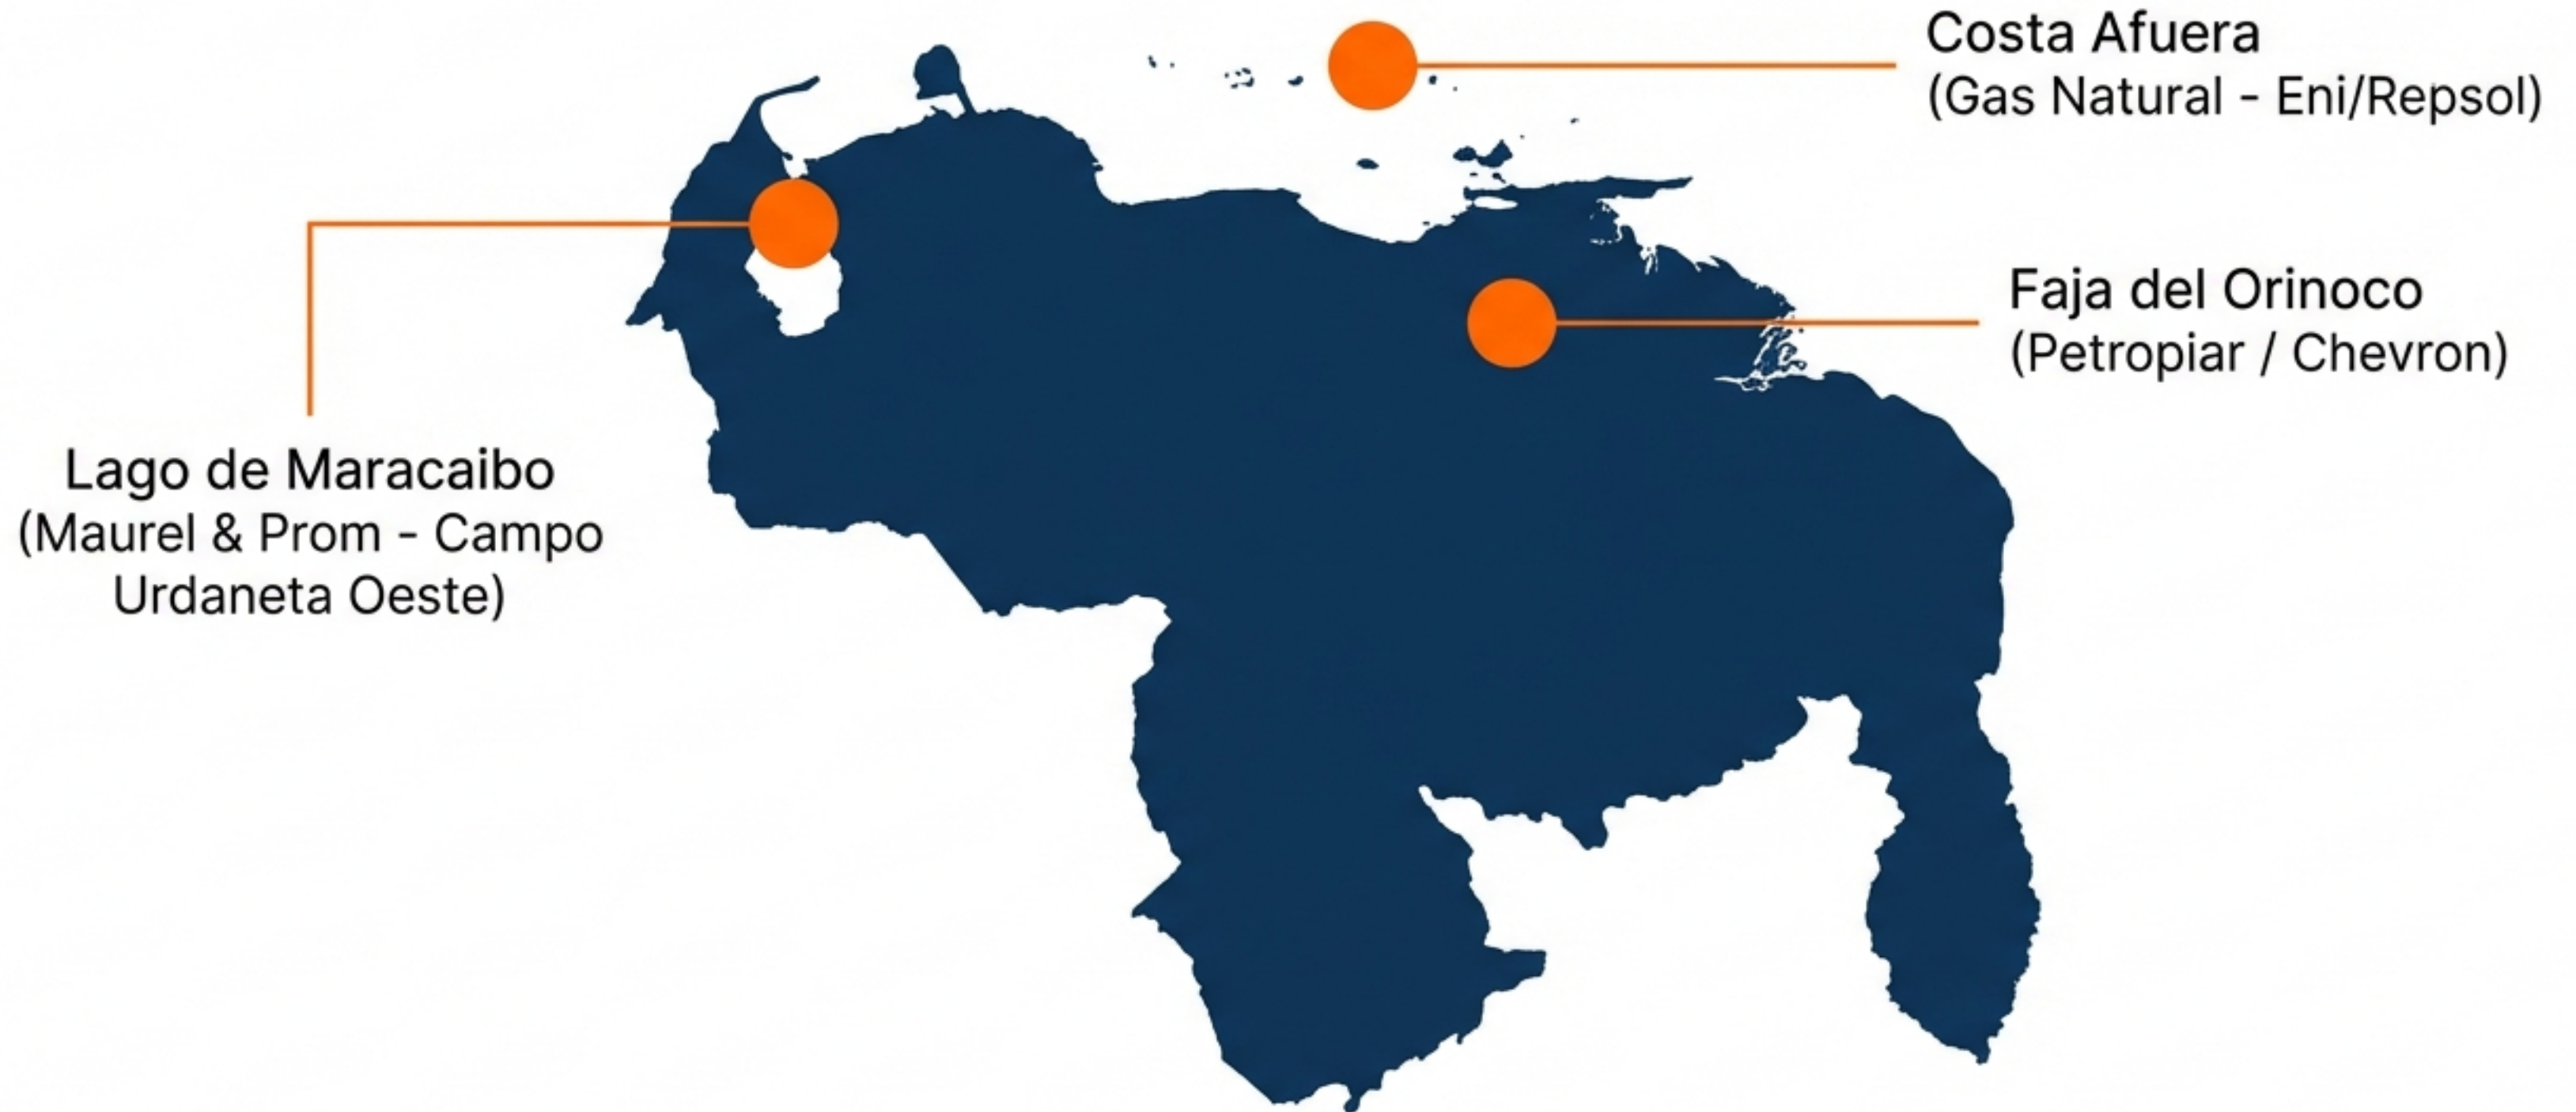 Costa Afuera
(Gas Natural - Eni/Repsol)
Faja del Orinoco
(Petropiar / Chevron)
Lago de Maracaibo
(Maurel & Prom - Campo
Urdaneta Oeste)